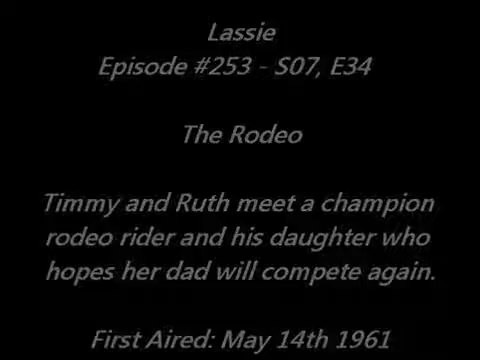 Lassie
Episode #253 - S07, E34
The Rodeo
Timmy and Ruth meet a champion
rodeo rider and his daughter who
hopes her dad will compete again.
First Aired: May 14th 1961